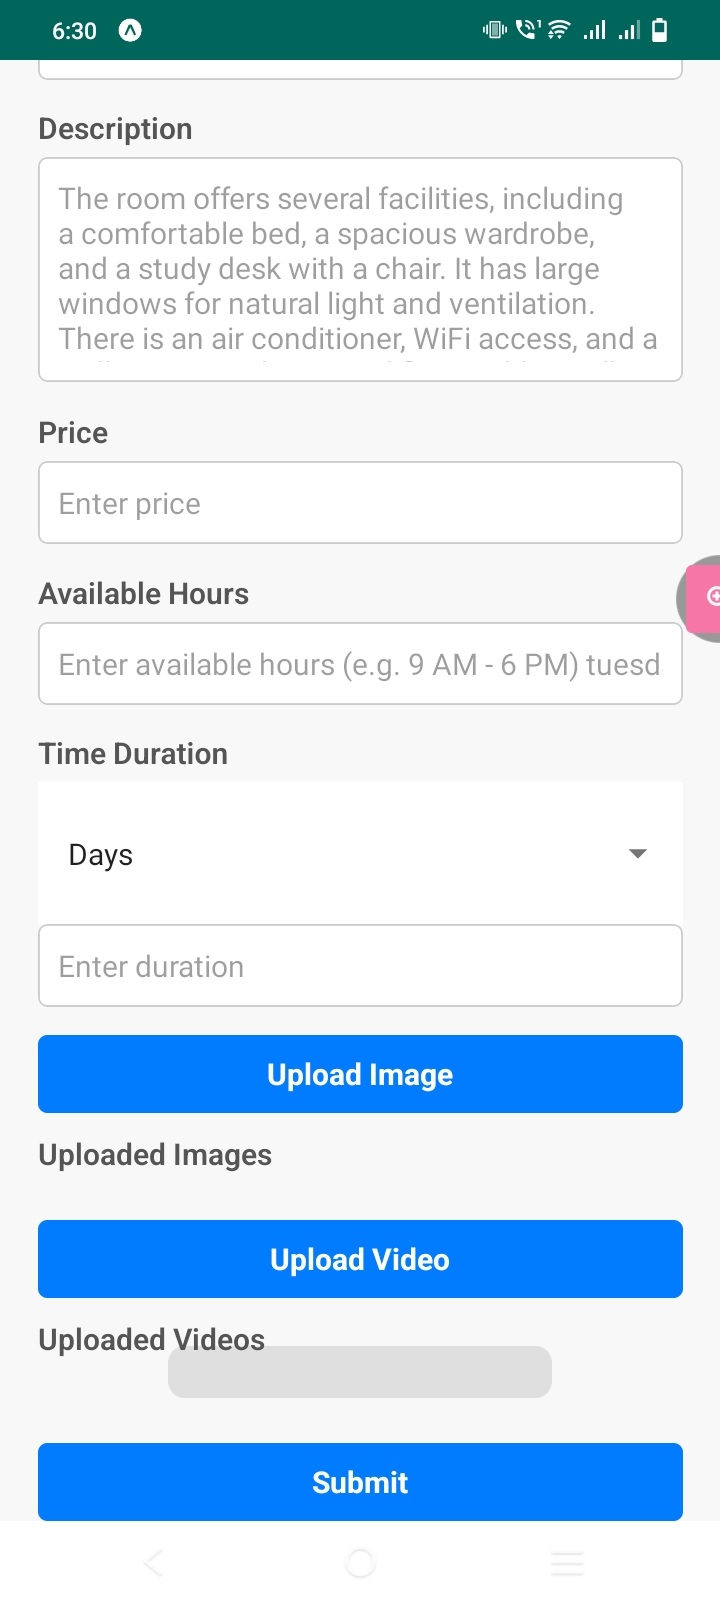 6:30
Description
The room offers several facilities, including
a comfortable bed, a spacious wardrobe,
and a study desk with a chair. It has large
windows for natural light and ventilation.
There is an air conditioner, WiFi access, and a
Price
Enter price
Available Hours
Enter available hours (e.g. 9 AM - 6 PM) tuesd
Time Duration
Days
Enter duration
Upload Image
Uploaded Images
Upload Video
Uploaded Videos
Submit